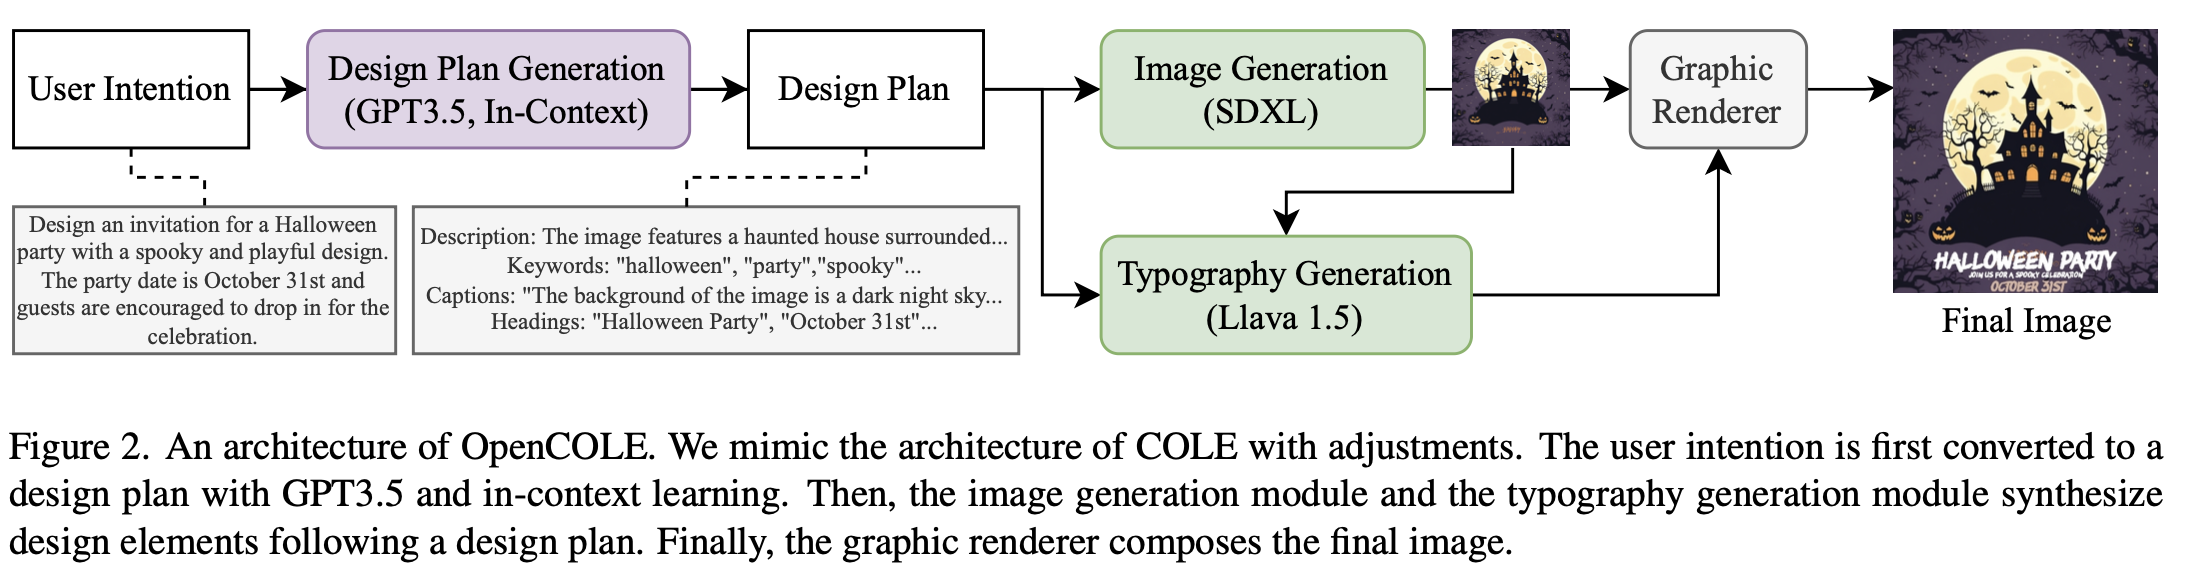 User Intention
Design Plan Generation
(GPT3.5, In-Context)
Design Plan
Image Generation
(SDXL)
Graphic
Renderer
Design an invitation for a Halloween
party with a spooky and playful design.
The party date is October 31st and
guests are encouraged to drop in for the
celebration.
Description: The image features a haunted house surrounded...
Keywords: "halloween", "party","spooky"...
Captions: "The background of the image is a dark night sky...
Headings: "Halloween Party", "October 31st"...
Typography Generation
(Llava 1.5)
HALLOWEEN PARTY
JOIN US FOR A SPOOKY CELEBRATION
OCTOBER 31ST
Final Image
Figure 2. An architecture of OpenCOLE. We mimic the architecture of COLE with adjustments. The user intention is first converted to a
design plan with GPT3.5 and in-context learning. Then, the image generation module and the typography generation module synthesize
design elements following a design plan. Finally, the graphic renderer composes the final image.